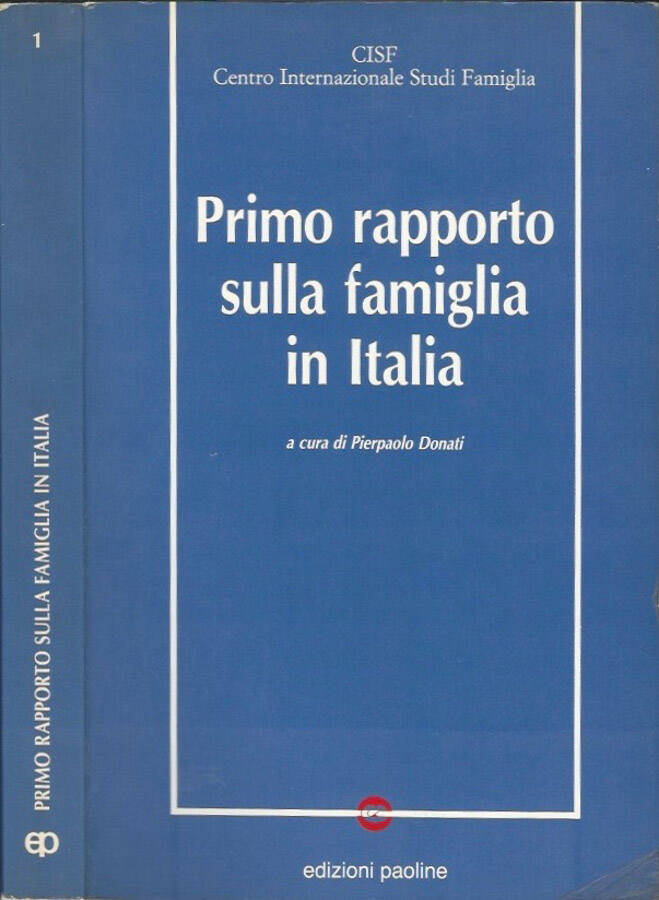 1
PRIMO RAPPORTO SULLA FAMIGLIA IN ITALIA
ep
CISF
Centro Internazionale Studi Famiglia
Primo rapporto
sulla famiglia
in Italia
a cura di Pierpaolo Donati
edizioni paoline